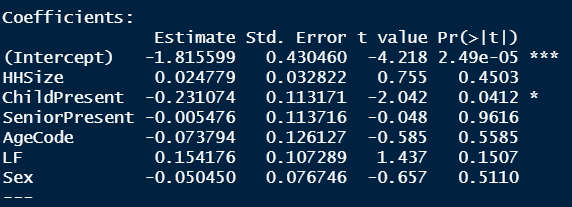 Coefficients:
Estimate Std. Error t value Pr(>|t|)
(Intercept) -1.815599 0.430460 -4.218 2.49e-05 ***
HHSize 0.024779 0.032822 0.755 0.4503
ChildPresent -0.231074 0.113171 -2.042 0.0412 *
SeniorPresent -0.005476 0.113716 -0.048 0.9616
AgeCode -0.073794 0.126127 -0.585 0.5585
LF 0.154176 0.107289 1.437 0.1507
Sex -0.050450 0.076746 -0.657 0.5110
---